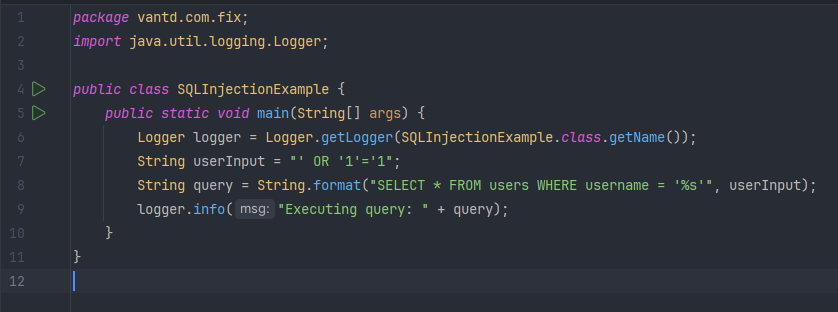 1 package vantd.com.fix;
2 import java.util.logging.Logger;
3
4 public class SQLInjectionExample {
5     public static void main(String[] args) {
6         Logger logger = Logger.getLogger(SQLInjectionExample.class.getName());
7         String userInput = "' OR '1'='1";
8         String query = String.format("SELECT * FROM users WHERE username = '%s'", userInput);
9         logger.info( msg: "Executing query: " + query);
10     }
11 }
12